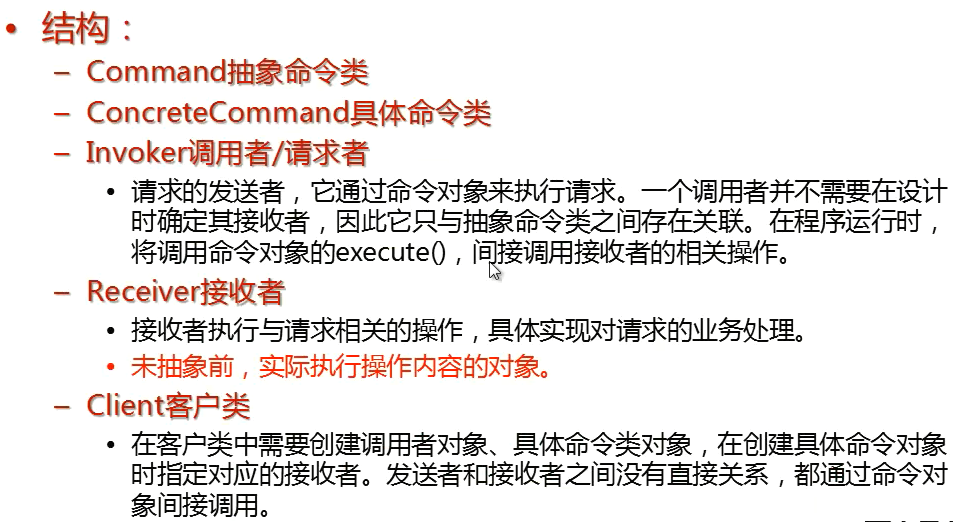 • 结构：
– Command抽象命令类
– ConcreteCommand具体命令类
– Invoker调用者/请求者
• 请求的发送者，它通过命令对象来执行请求。一个调用者并不需要在设计
时确定其接收者，因此它只与抽象命令类之间存在关联。在程序运行时，
将调用命令对象的execute()，间接调用接收者的相关操作。
– Receiver接收者
• 接收者执行与请求相关的操作，具体实现对请求的业务处理。
• 未抽象前，实际执行操作内容的对象。
– Client客户类
• 在客户类中需要创建调用者对象、具体命令类对象，在创建具体命令对象
时指定对应的接收者。发送者和接收者之间没有直接关系，都通过命令对
象间接调用。